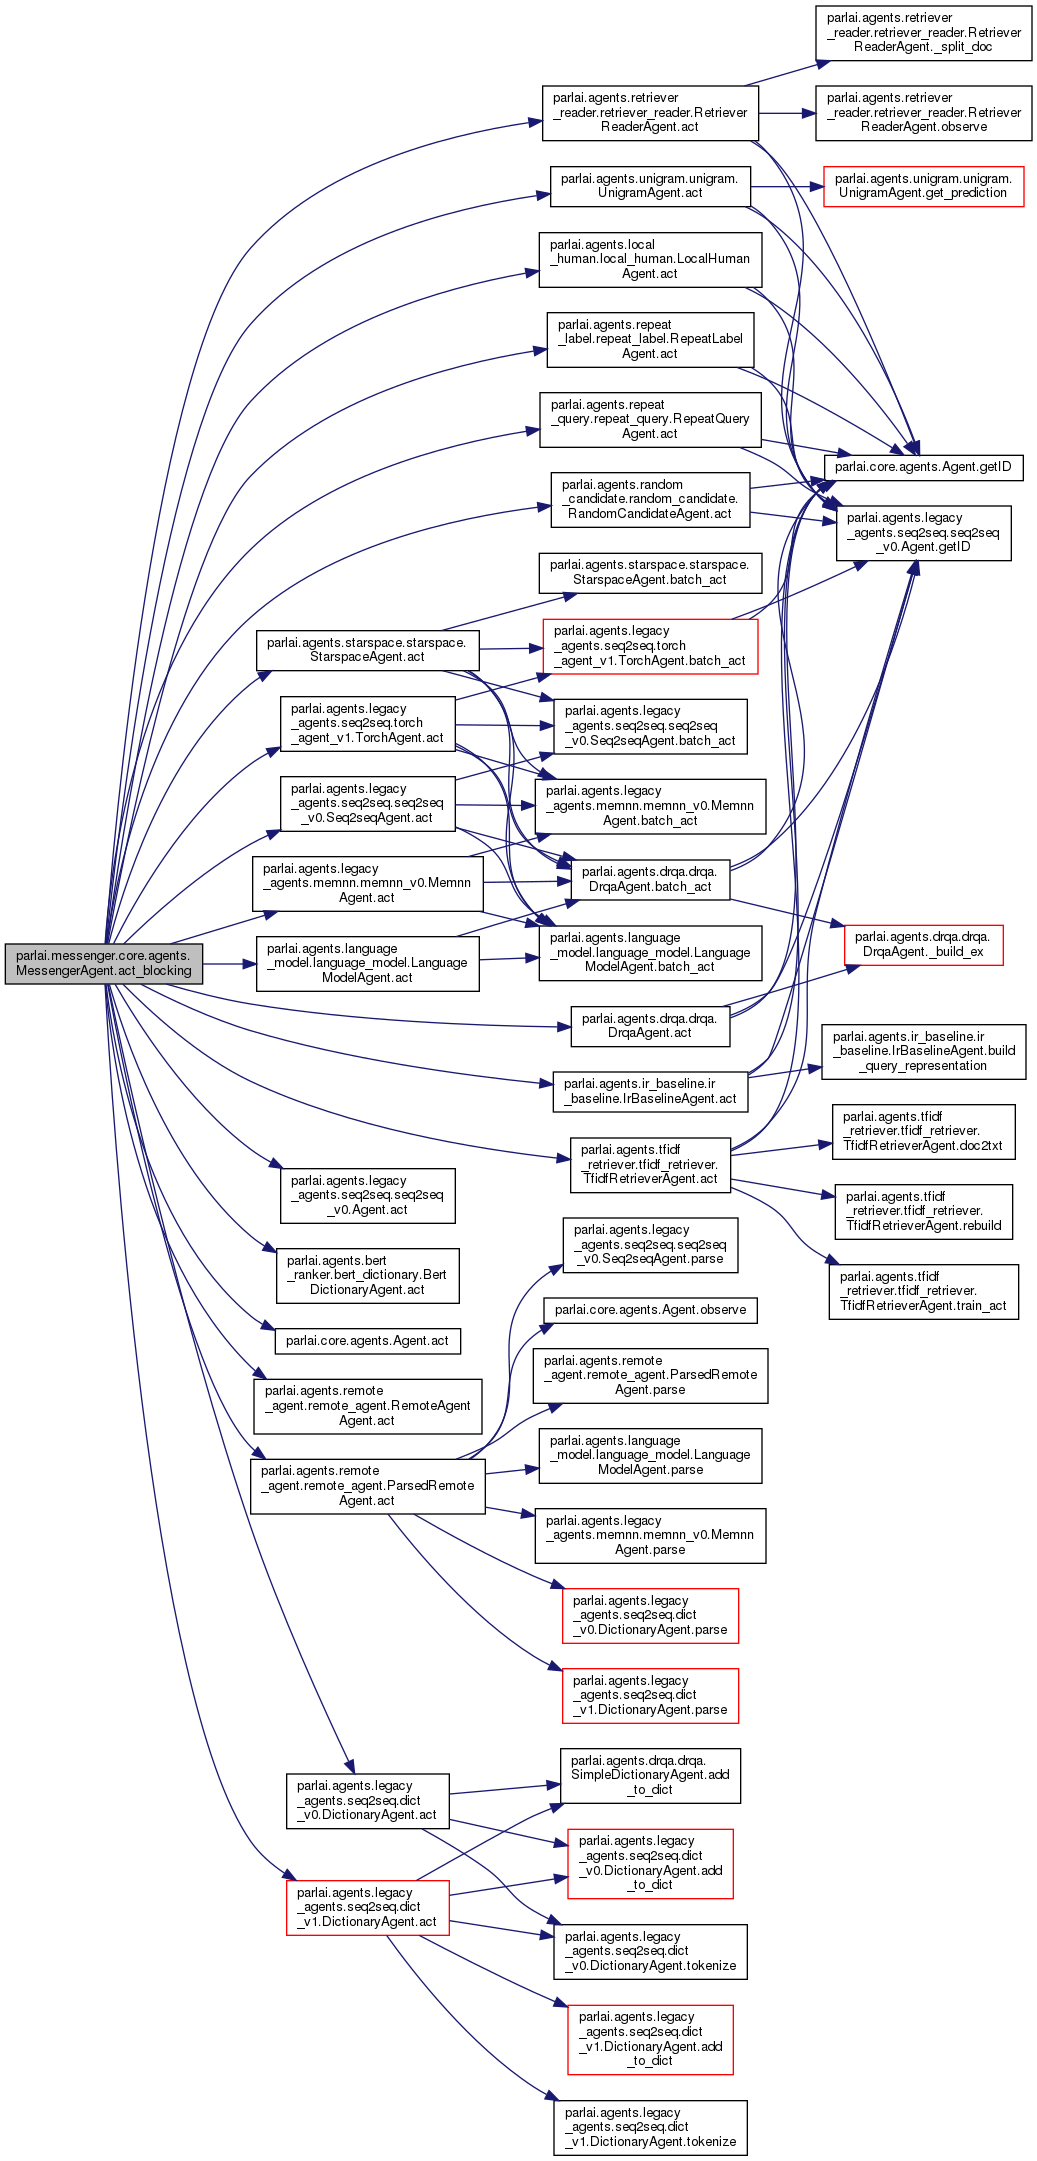 parlai.agents.retriever
_reader.retriever_reader.Retriever
ReaderAgent._split_doc
parlai.agents.retriever
_reader.retriever_reader.Retriever
ReaderAgent.act
parlai.agents.retriever
_reader.retriever_reader.Retriever
ReaderAgent.observe
parlai.agents.unigram.unigram.
UnigramAgent.act
parlai.agents.unigram.unigram.
UnigramAgent.get_prediction
parlai.agents.local
_human.local_human.LocalHuman
Agent.act
parlai.agents.repeat
_label.repeat_label.RepeatLabel
Agent.act
parlai.agents.repeat
_query.repeat_query.RepeatQuery
Agent.act
parlai.core.agents.Agent.getID
parlai.agents.random
_candidate.random_candidate.
RandomCandidateAgent.act
parlai.agents.legacy
_agents.seq2seq.seq2seq
_v0.Agent.getID
parlai.agents.starspace.starspace.
StarspaceAgent.batch_act
parlai.agents.starspace.starspace.
StarspaceAgent.act
parlai.agents.legacy
_agents.seq2seq.torch
_agent_v1.TorchAgent.batch_act
parlai.agents.legacy
_agents.seq2seq.torch
_agent_v1.TorchAgent.act
parlai.agents.legacy
_agents.seq2seq.seq2seq
_v0.Seq2seqAgent.batch_act
parlai.agents.legacy
_agents.seq2seq.seq2seq
_v0.Seq2seqAgent.act
parlai.agents.legacy
_agents.memnn.memnn_v0.Memnn
Agent.batch_act
parlai.agents.legacy
_agents.memnn.memnn_v0.Memnn
Agent.act
parlai.agents.drqa.drqa.
DrqaAgent.batch_act
parlai.messenger.core.agents.
MessengerAgent.act_blocking
parlai.agents.language
_model.language_model.Language
ModelAgent.act
parlai.agents.language
_model.language_model.Language
ModelAgent.batch_act
parlai.agents.drqa.drqa.
DrqaAgent._build_ex
parlai.agents.drqa.drqa.
DrqaAgent.act
parlai.agents.ir_baseline.ir
_baseline.IrBaselineAgent.build
_query_representation
parlai.agents.ir_baseline.ir
_baseline.IrBaselineAgent.act
parlai.agents.tfidf
_retriever.tfidf_retriever.
TfidfRetrieverAgent.doc2txt
parlai.agents.tfidf
_retriever.tfidf_retriever.
TfidfRetrieverAgent.act
parlai.agents.legacy
_agents.seq2seq.seq2seq
_v0.Agent.act
parlai.agents.tfidf
_retriever.tfidf_retriever.
TfidfRetrieverAgent.rebuild
parlai.agents.legacy
_agents.seq2seq.seq2seq
_v0.Seq2seqAgent.parse
parlai.agents.bert
_ranker.bert_dictionary.Bert
DictionaryAgent.act
parlai.agents.tfidf
_retriever.tfidf_retriever.
TfidfRetrieverAgent.train_act
parlai.core.agents.Agent.observe
parlai.core.agents.Agent.act
parlai.agents.remote
_agent.remote_agent.ParsedRemote
Agent.parse
parlai.agents.remote
_agent.remote_agent.RemoteAgent
Agent.act
parlai.agents.language
_model.language_model.Language
ModelAgent.parse
parlai.agents.remote
_agent.remote_agent.ParsedRemote
Agent.act
parlai.agents.legacy
_agents.memnn.memnn_v0.Memnn
Agent.parse
parlai.agents.legacy
_agents.seq2seq.dict
_v0.DictionaryAgent.parse
parlai.agents.legacy
_agents.seq2seq.dict
_v1.DictionaryAgent.parse
parlai.agents.drqa.drqa.
SimpleDictionaryAgent.add
_to_dict
parlai.agents.legacy
_agents.seq2seq.dict
_v0.DictionaryAgent.act
parlai.agents.legacy
_agents.seq2seq.dict
_v0.DictionaryAgent.add
_to_dict
parlai.agents.legacy
_agents.seq2seq.dict
_v1.DictionaryAgent.act
parlai.agents.legacy
_agents.seq2seq.dict
_v0.DictionaryAgent.tokenize
parlai.agents.legacy
_agents.seq2seq.dict
_v1.DictionaryAgent.add
_to_dict
parlai.agents.legacy
_agents.seq2seq.dict
_v1.DictionaryAgent.tokenize